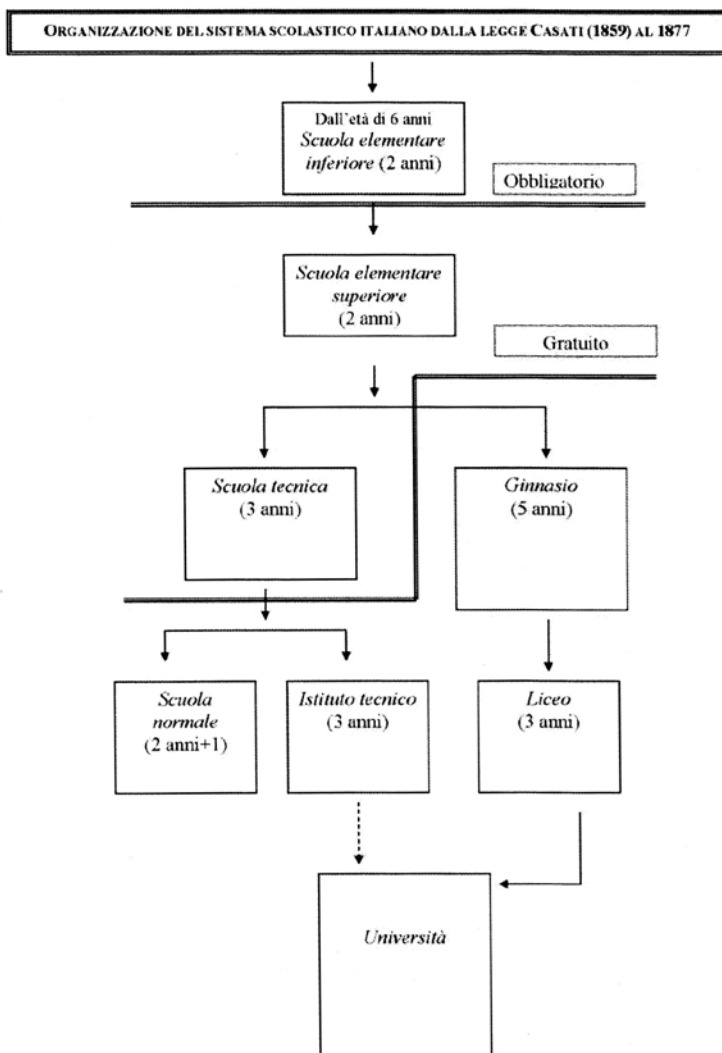 ORGANIZZAZIONE DEL SISTEMA SCOLASTICO ITALIANO DALLA LEGGE CASATI (1859) AL 1877
Dall'età di 6 anni
Scuola elementare
inferiore (2 anni)
Obbligatorio
Scuola elementare
superiore
(2 anni)
Gratuito
Scuola tecnica
(3 anni)
Ginnasio
(5 anni)
Scuola
normale
(2 anni+1)
Istituto tecnico
(3 anni)
Liceo
(3 anni)
Università